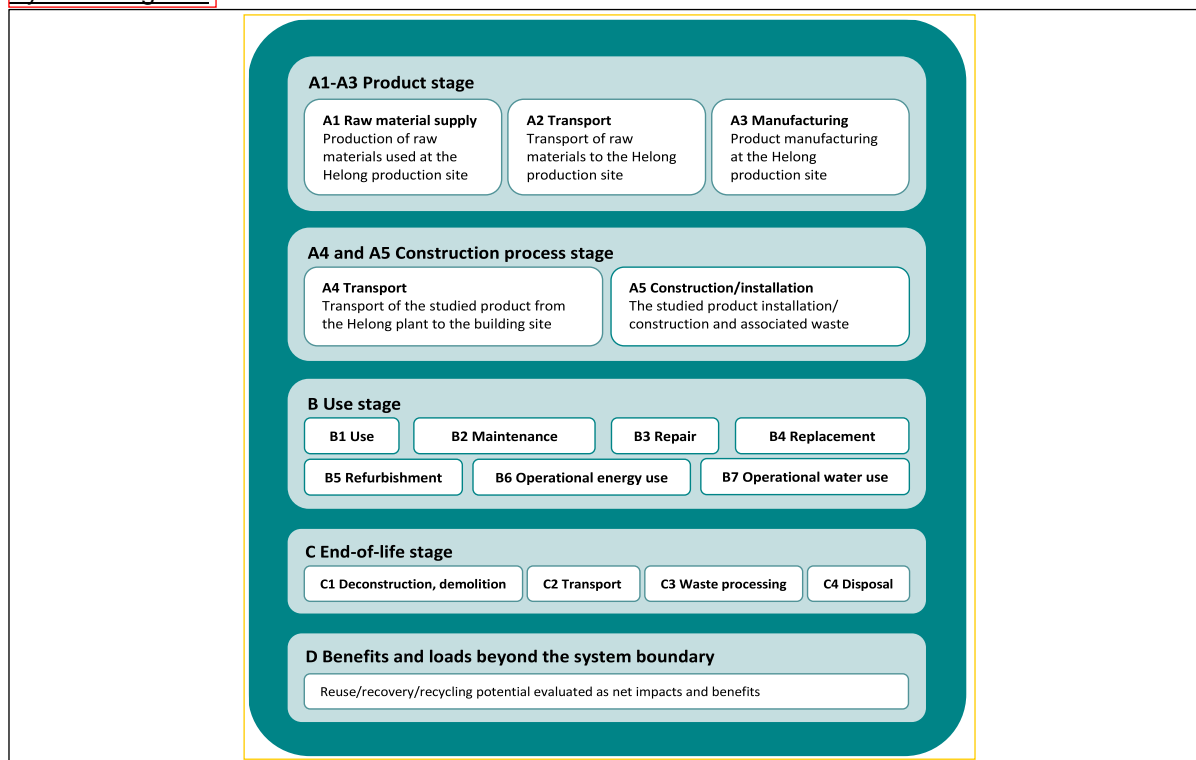 A1-A3 Product stage
A1 Raw material supply
Production of raw
materials used at the
Helong production site
A2 Transport
Transport of raw
materials to the Helong
production site
A3 Manufacturing
Product manufacturing
at the Helong
production site
A4 and A5 Construction process stage
A4 Transport
Transport of the studied product from
the Helong plant to the building site
A5 Construction/installation
The studied product installation/
construction and associated waste
B Use stage
B1 Use
B2 Maintenance
B3 Repair
B4 Replacement
B5 Refurbishment
B6 Operational energy use
B7 Operational water use
C End-of-life stage
C1 Deconstruction, demolition
C2 Transport
C3 Waste processing
C4 Disposal
D Benefits and loads beyond the system boundary
Reuse/recovery/recycling potential evaluated as net impacts and benefits